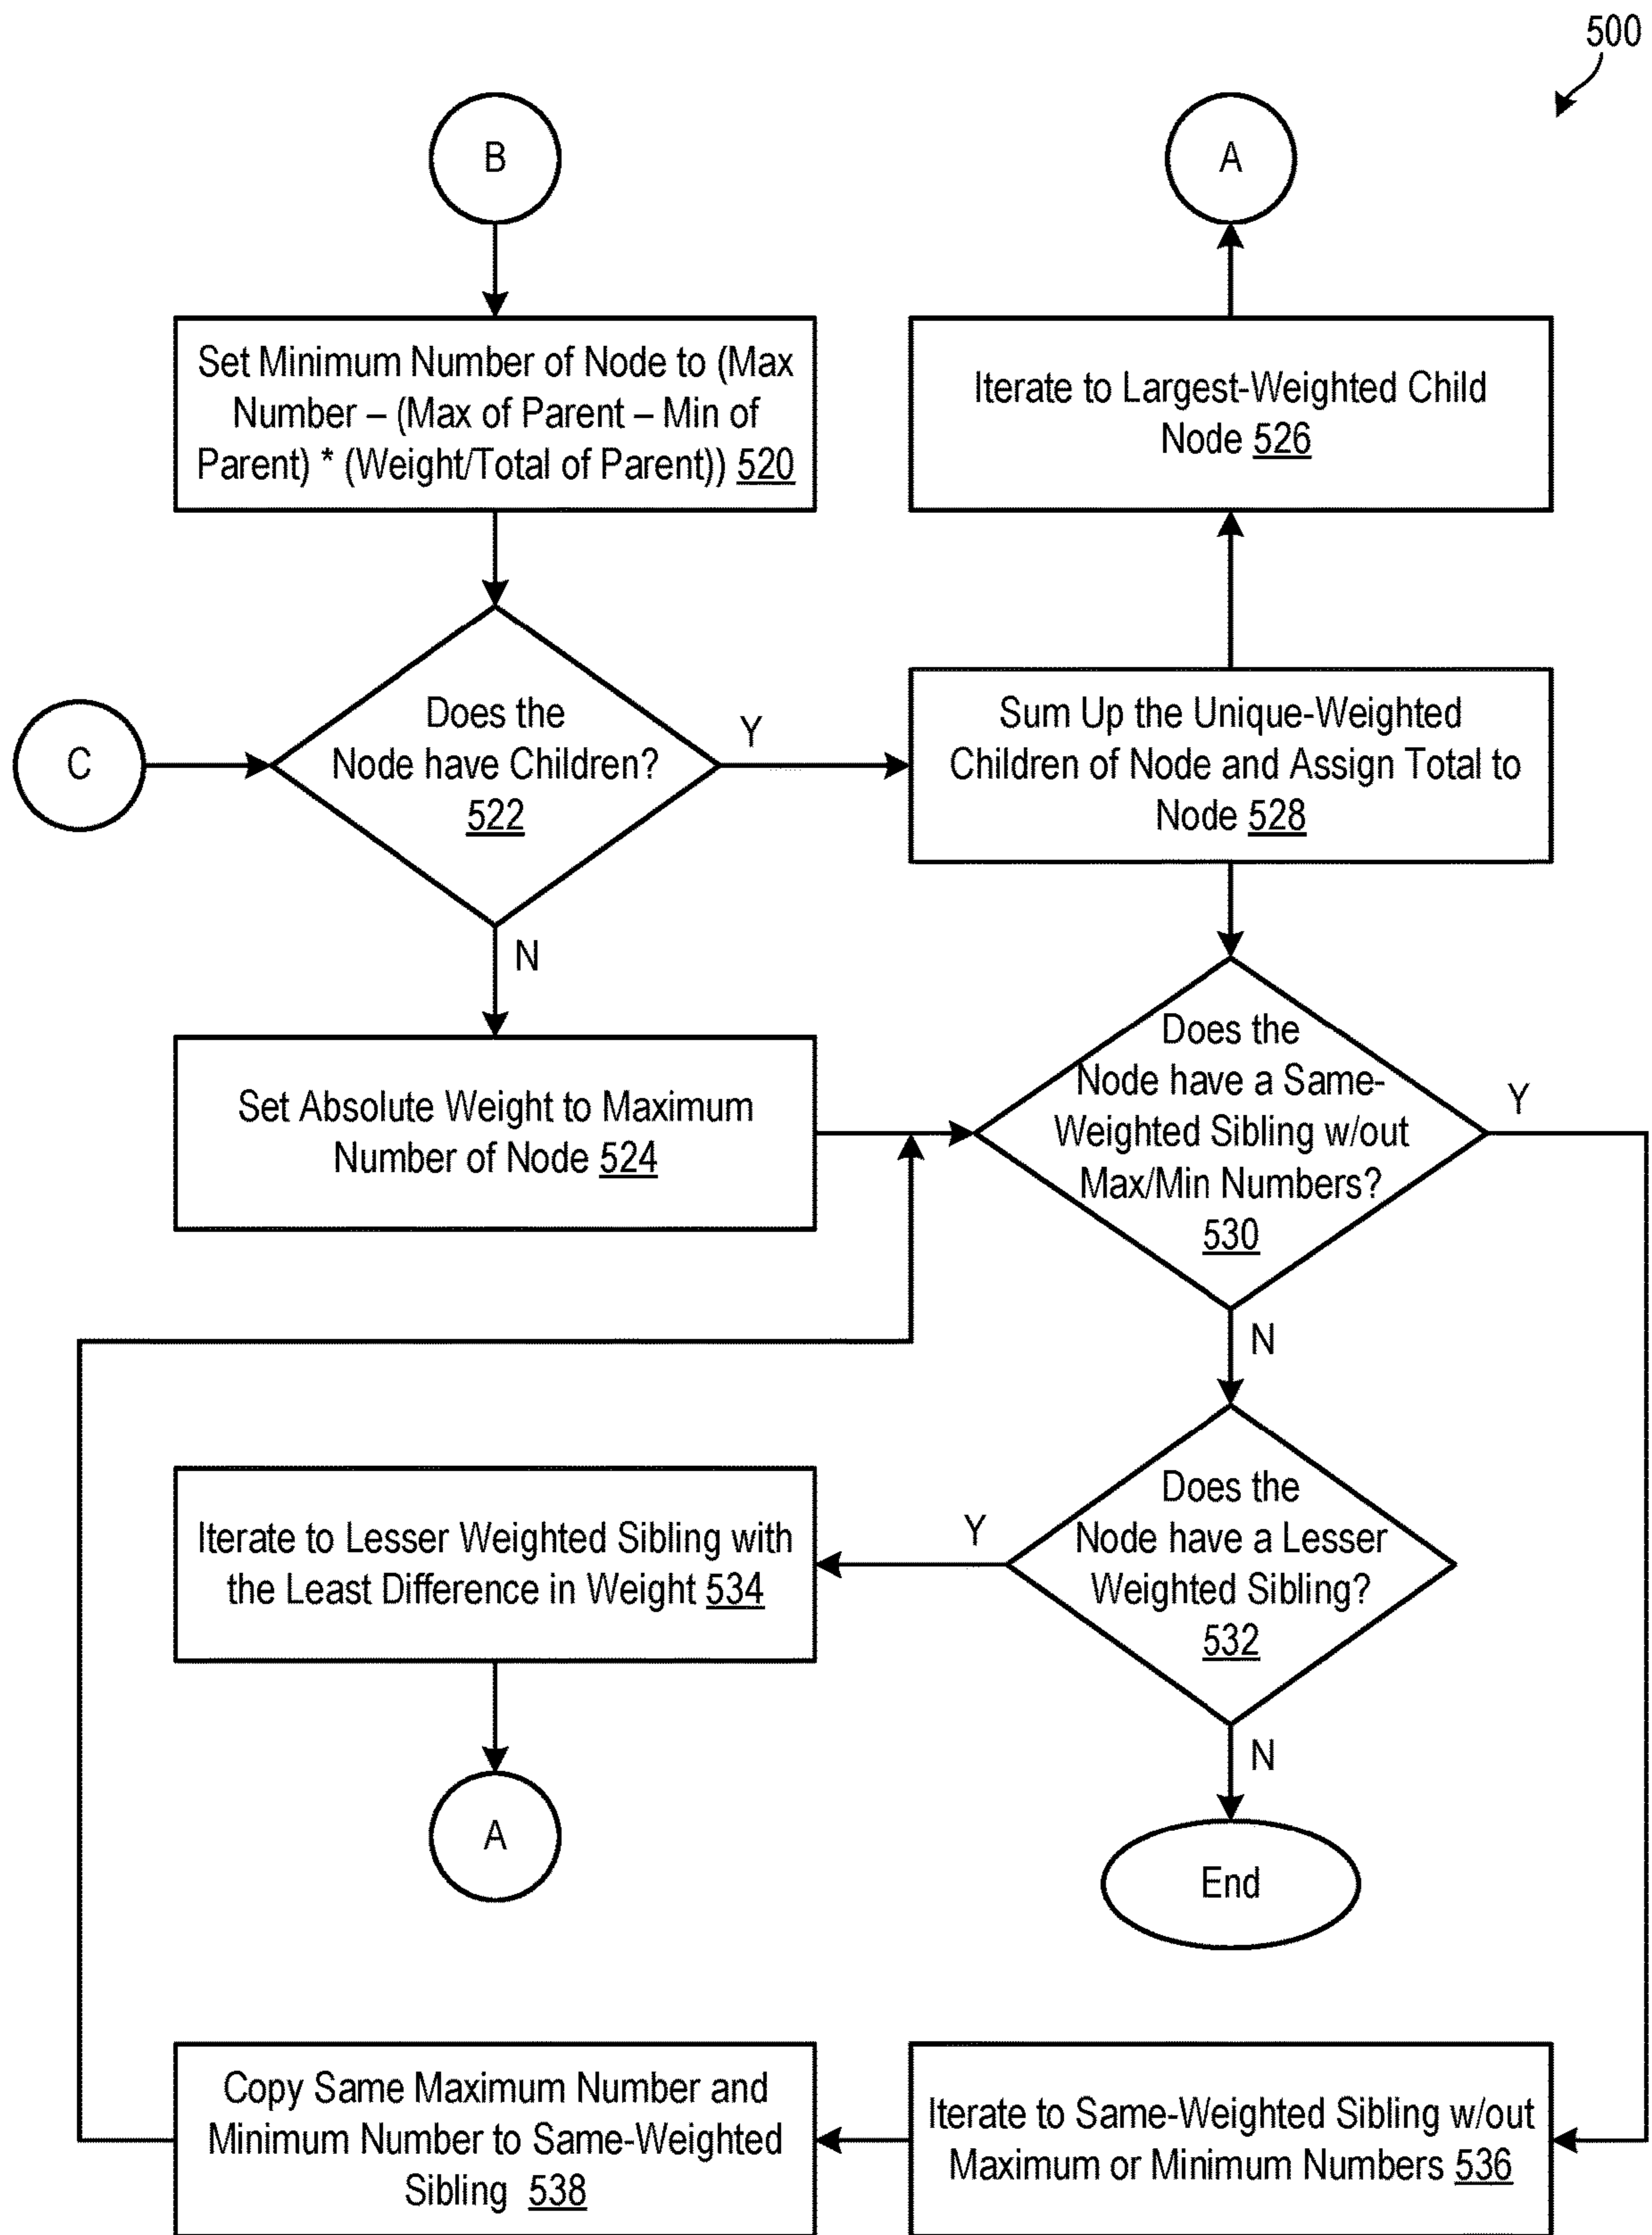 500
B
A
Set Minimum Number of Node to (Max
Number – (Max of Parent – Min of
Parent) * (Weight/Total of Parent)) 520
Iterate to Largest-Weighted Child
Node 526
C
Does the
Node have Children?
522
Y
N
Sum Up the Unique-Weighted
Children of Node and Assign Total to
Node 528
Set Absolute Weight to Maximum
Number of Node 524
Does the
Node have a Same-
Weighted Sibling w/out
Max/Min Numbers?
530
Y
N
Does the
Node have a Lesser
Weighted Sibling?
532
Y
N
Iterate to Lesser Weighted Sibling with
the Least Difference in Weight 534
A
End
Copy Same Maximum Number and
Minimum Number to Same-Weighted
Sibling 538
Iterate to Same-Weighted Sibling w/out
Maximum or Minimum Numbers 536